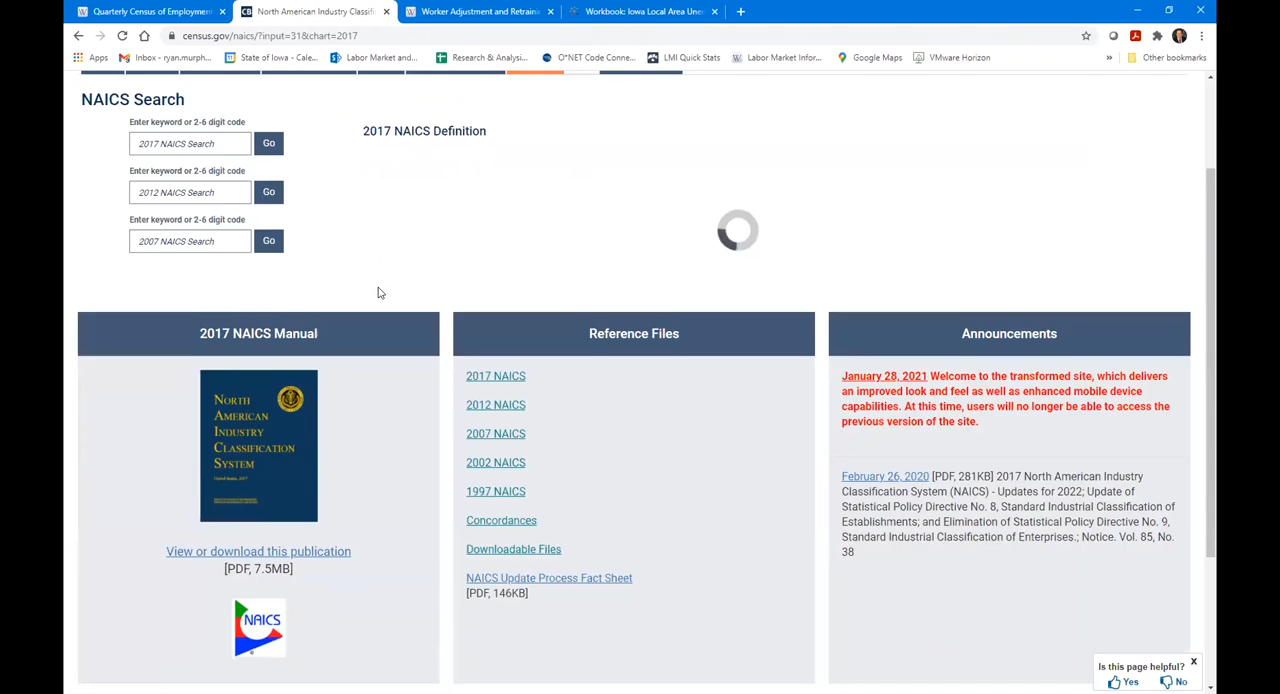 Quarterly Census of Employment
North American Industry Classifi
Worker Adjustment and Retraini
Workbook: Iowa Local Area Une
census.gov/naics/?input=31&chart=2017
Apps
Inbox - ryan.murph...
State of Iowa - Cale...
Labor Market and...
Research & Analysi...
O*NET Code Conne...
LMI Quick Stats
Labor Market Infor...
Google Maps
VMware Horizon
»
Other bookmarks
NAICS Search
Enter keyword or 2-6 digit code
2017 NAICS Search
Go
Enter keyword or 2-6 digit code
2012 NAICS Search
Go
Enter keyword or 2-6 digit code
2007 NAICS Search
Go
2017 NAICS Definition
2017 NAICS Manual
NORTH
AMERICAN
INDUSTRY
CLASSIFICATION
SYSTEM
View or download this publication
[PDF, 7.5MB]
NAICS
Reference Files
2017 NAICS
2012 NAICS
2007 NAICS
2002 NAICS
1997 NAICS
Concordances
Downloadable Files
NAICS Update Process Fact Sheet
[PDF, 146KB]
Announcements
January 28, 2021 Welcome to the transformed site, which delivers
an improved look and feel as well as enhanced mobile device
capabilities. At this time, users will no longer be able to access the
previous version of the site.
February 26, 2020 [PDF, 281KB] 2017 North American Industry
Classification System (NAICS) - Updates for 2022; Update of
Statistical Policy Directive No. 8, Standard Industrial Classification of
Establishments; and Elimination of Statistical Policy Directive No. 9,
Standard Industrial Classification of Enterprises.; Notice. Vol. 85, No.
38
Is this page helpful?
X
Yes
No